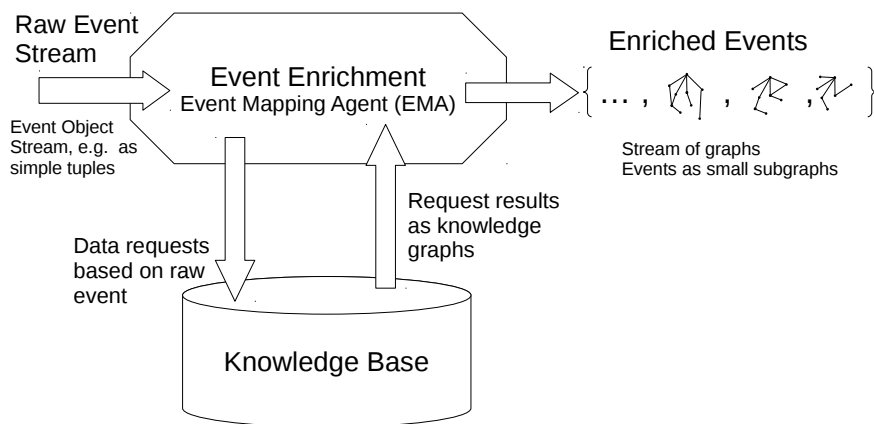 Raw Event
Stream
Event Enrichment
Event Mapping Agent (EMA)
Enriched Events
{ ... , , , }
Event Object
Stream, e.g. as
simple tuples
Stream of graphs
Events as small subgraphs
Data requests
based on raw
event
Request results
as knowledge
graphs
Knowledge Base